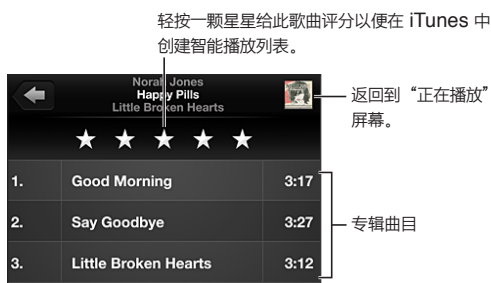 轻按一颗星星给此歌曲评分以便在 iTunes 中
创建智能播放列表。
Norah Jones
Happy Pills
Little Broken Hearts
返回到“正在播放”
屏幕。
1. Good Morning 3:17
2. Say Goodbye 3:27
专辑曲目
3. Little Broken Hearts 3:12